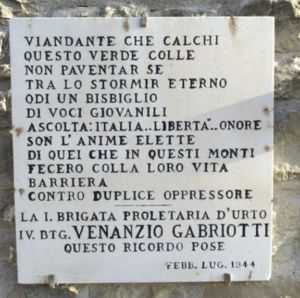 VIANDANTE CHE CALCHI
QUESTO VERDE COLLE
NON PAVENTAR SE
TRA LO STORMIR ETERNO
ODI UN BISBIGLIO
DI VOCI GIOVANILI
ASCOLTA: ITALIA..LIBERTÀ..ONORE
SON L'ANIME ELETTE
DI QUEI CHE IN QUESTI MONTI
FECERO COLLA LORO VITA
BARRIERA
CONTRO DUPLICE OPPRESSORE
LA I. BRIGATA PROLETARIA D'URTO
IV. BTG. VENANZIO GABRIOTTI
QUESTO RICORDO POSE
FEBB. LUG. 1944